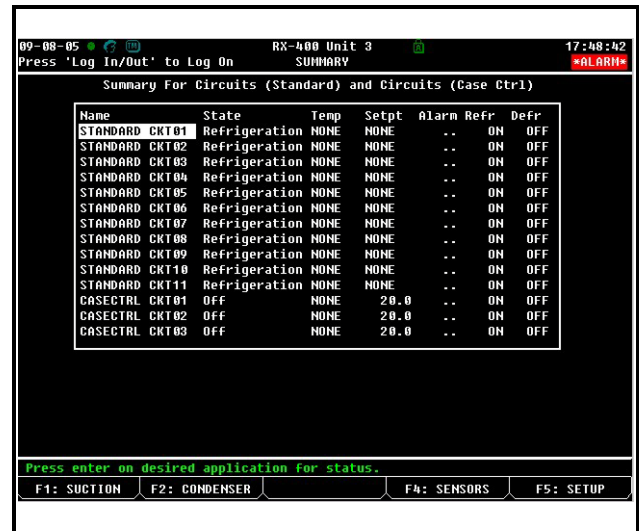 09-08-05 RX-400 Unit 3 17:48:42
Press 'Log In/Out' to Log On SUMMARY *ALARM*
Summary For Circuits (Standard) and Circuits (Case Ctrl)
Name State Temp Setpt Alarm Refr Defr
STANDARD CKT01 Refrigeration NONE NONE .. ON OFF
STANDARD CKT02 Refrigeration NONE NONE .. ON OFF
STANDARD CKT03 Refrigeration NONE NONE .. ON OFF
STANDARD CKT04 Refrigeration NONE NONE .. ON OFF
STANDARD CKT05 Refrigeration NONE NONE .. ON OFF
STANDARD CKT06 Refrigeration NONE NONE .. ON OFF
STANDARD CKT07 Refrigeration NONE NONE .. ON OFF
STANDARD CKT08 Refrigeration NONE NONE .. ON OFF
STANDARD CKT09 Refrigeration NONE NONE .. ON OFF
STANDARD CKT10 Refrigeration NONE NONE .. ON OFF
STANDARD CKT11 Refrigeration NONE NONE .. ON OFF
CASECTRL CKT01 Off NONE 20.0 .. ON OFF
CASECTRL CKT02 Off NONE 20.0 .. ON OFF
CASECTRL CKT03 Off NONE 20.0 .. ON OFF
Press enter on desired application for status.
F1: SUCTION F2: CONDENSER F4: SENSORS F5: SETUP